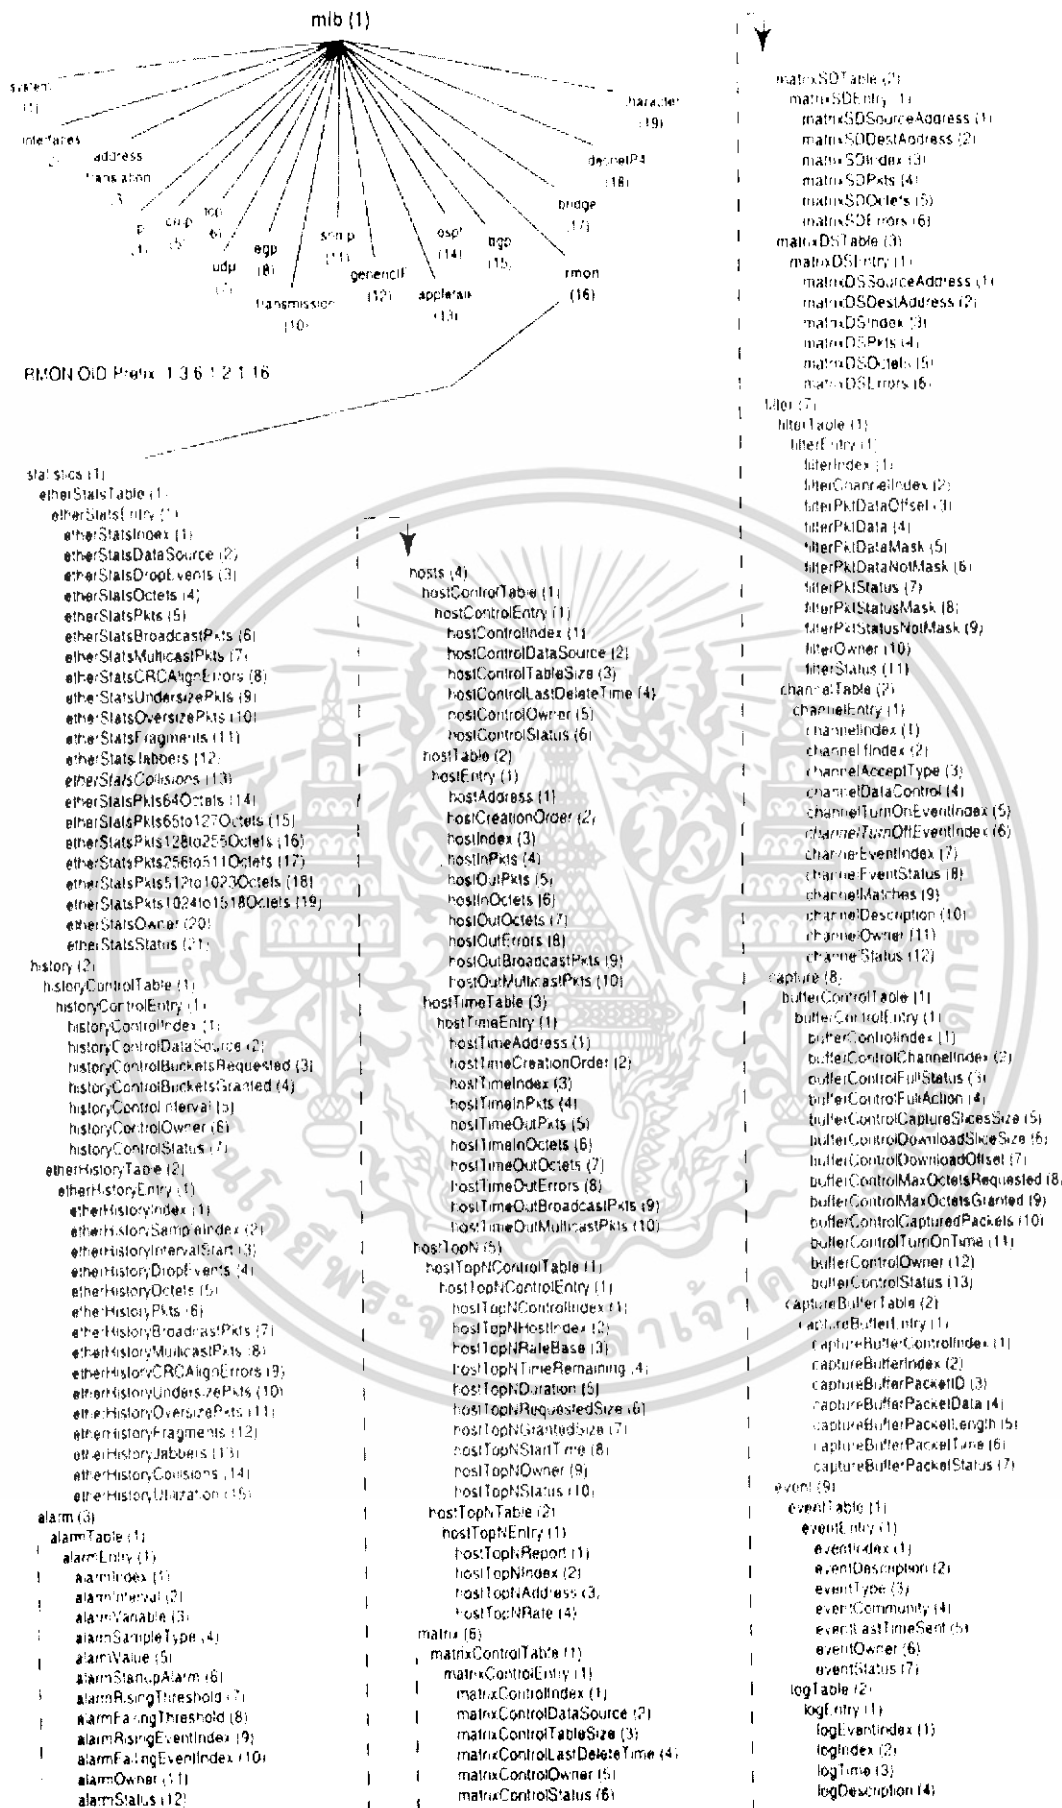 mib (1)
system
(1)
interfaces
address
translation
tcp
(5)
6)
udp
egp
(8)
transmission
(10)
snmp
(11)
genericIF
(12)
appletalk
(13)
ospf
(14)
bgp
(15)
rmon
(16)
bridge
(17)
decnetP4
(18)
character
(19)
RMON OID Prefix 1 3 6 1 2 1 16
statistics (1)
etherStatsTable (1)
etherStatsEntry (1)
etherStatsIndex (1)
etherStatsDataSource (2)
etherStatsDropEvents (3)
etherStatsOctets (4)
etherStatsPkts (5)
etherStatsBroadcastPkts (6)
etherStatsMulticastPkts (7)
etherStatsCRCAlignErrors (8)
etherStatsUndersizePkts (9)
etherStatsOversizePkts (10)
etherStatsFragments (11)
etherStatsJabbers (12)
etherStatsCollisions (13)
etherStatsPkts64Octets (14)
etherStatsPkts65to127Octets (15)
etherStatsPkts128to255Octets (16)
etherStatsPkts256to511Octets (17)
etherStatsPkts512to1023Octets (18)
etherStatsPkts1024to1518Octets (19)
etherStatsOwner (20)
etherStatsStatus (21)
history (2)
historyControlTable (1)
historyControlEntry (1)
historyControlIndex (1)
historyControlDataSource (2)
historyControlBucketsRequested (3)
historyControlBucketsGranted (4)
historyControlInterval (5)
historyControlOwner (6)
historyControlStatus (7)
etherHistoryTable (2)
etherHistoryEntry (1)
etherHistoryIndex (1)
etherHistorySampleIndex (2)
etherHistoryIntervalStart (3)
etherHistoryDropEvents (4)
etherHistoryOctets (5)
etherHistoryPkts (6)
etherHistoryBroadcastPkts (7)
etherHistoryMulticastPkts (8)
etherHistoryCRCAlignErrors (9)
etherHistoryUndersizePkts (10)
etherHistoryOversizePkts (11)
etherHistoryFragments (12)
etherHistoryJabbers (13)
etherHistoryCollisions (14)
etherHistoryUtilization (15)
alarm (3)
alarmTable (1)
alarmEntry (1)
alarmIndex (1)
alarmInterval (2)
alarmVariable (3)
alarmSampleType (4)
alarmValue (5)
alarmStartupAlarm (6)
alarmRisingThreshold (7)
alarmFallingThreshold (8)
alarmRisingEventIndex (9)
alarmFallingEventIndex (10)
alarmOwner (11)
alarmStatus (12)
hosts (4)
hostControlTable (1)
hostControlEntry (1)
hostControlIndex (1)
hostControlDataSource (2)
hostControlTableSize (3)
hostControlLastDeleteTime (4)
hostControlOwner (5)
hostControlStatus (6)
hostTable (2)
hostEntry (1)
hostAddress (1)
hostCreationOrder (2)
hostIndex (3)
hostInPkts (4)
hostOutPkts (5)
hostInOctets (6)
hostOutOctets (7)
hostOutErrors (8)
hostOutBroadcastPkts (9)
hostOutMulticastPkts (10)
hostTimeTable (3)
hostTimeEntry (1)
hostTimeAddress (1)
hostTimeCreationOrder (2)
hostTimeIndex (3)
hostTimeInPkts (4)
hostTimeOutPkts (5)
hostTimeInOctets (6)
hostTimeOutOctets (7)
hostTimeOutErrors (8)
hostTimeOutBroadcastPkts (9)
hostTimeOutMulticastPkts (10)
hostTopN (5)
hostTopNControlTable (1)
hostTopNControlEntry (1)
hostTopNControlIndex (1)
hostTopNHostIndex (2)
hostTopNRateBase (3)
hostTopNTimeRemaining (4)
hostTopNDuration (5)
hostTopNRequestedSize (6)
hostTopNGrantedSize (7)
hostTopNStartTime (8)
hostTopNOwner (9)
hostTopNStatus (10)
hostTopNTable (2)
hostTopNEntry (1)
hostTopNReport (1)
hostTopNIndex (2)
hostTopNAddress (3)
hostTopNRate (4)
matrix (6)
matrixControlTable (1)
matrixControlEntry (1)
matrixControlIndex (1)
matrixControlDataSource (2)
matrixControlTableSize (3)
matrixControlLastDeleteTime (4)
matrixControlOwner (5)
matrixControlStatus (6)
matrixSDTable (2)
matrixSDEntry (1)
matrixSDSourceAddress (1)
matrixSDDestAddress (2)
matrixSDIndex (3)
matrixSDPkts (4)
matrixSDOctets (5)
matrixSDErrors (6)
matrixDSTable (3)
matrixDSEntry (1)
matrixDSSourceAddress (1)
matrixDSDestAddress (2)
matrixDSIndex (3)
matrixDSPkts (4)
matrixDSOctets (5)
matrixDSErrors (6)
filter (7)
filterTable (1)
filterEntry (1)
filterIndex (1)
filterChannelIndex (2)
filterPktDataOffset (3)
filterPktData (4)
filterPktDataMask (5)
filterPktDataNotMask (6)
filterPktStatus (7)
filterPktStatusMask (8)
filterPktStatusNotMask (9)
filterOwner (10)
filterStatus (11)
channelTable (2)
channelEntry (1)
channelIndex (1)
channelIfIndex (2)
channelAcceptType (3)
channelDataControl (4)
channelTurnOnEventIndex (5)
channelTurnOffEventIndex (6)
channelEventIndex (7)
channelEventStatus (8)
channelMatches (9)
channelDescription (10)
channelOwner (11)
channelStatus (12)
capture (8)
bufferControlTable (1)
bufferControlEntry (1)
bufferControlIndex (1)
bufferControlChannelIndex (2)
bufferControlFullStatus (3)
bufferControlFullAction (4)
bufferControlCaptureSlicesSize (5)
bufferControlDownloadSliceSize (6)
bufferControlDownloadOffset (7)
bufferControlMaxOctetsRequested (8)
bufferControlMaxOctetsGranted (9)
bufferControlCapturedPackets (10)
bufferControlTurnOnTime (11)
bufferControlOwner (12)
bufferControlStatus (13)
captureBufferTable (2)
captureBufferEntry (1)
captureBufferControlIndex (1)
captureBufferIndex (2)
captureBufferPacketID (3)
captureBufferPacketData (4)
captureBufferPacketLength (5)
captureBufferPacketTime (6)
captureBufferPacketStatus (7)
event (9)
eventTable (1)
eventEntry (1)
eventIndex (1)
eventDescription (2)
eventType (3)
eventCommunity (4)
eventLastTimeSent (5)
eventOwner (6)
eventStatus (7)
logTable (2)
logEntry (1)
logEventIndex (1)
logIndex (2)
logTime (3)
logDescription (4)